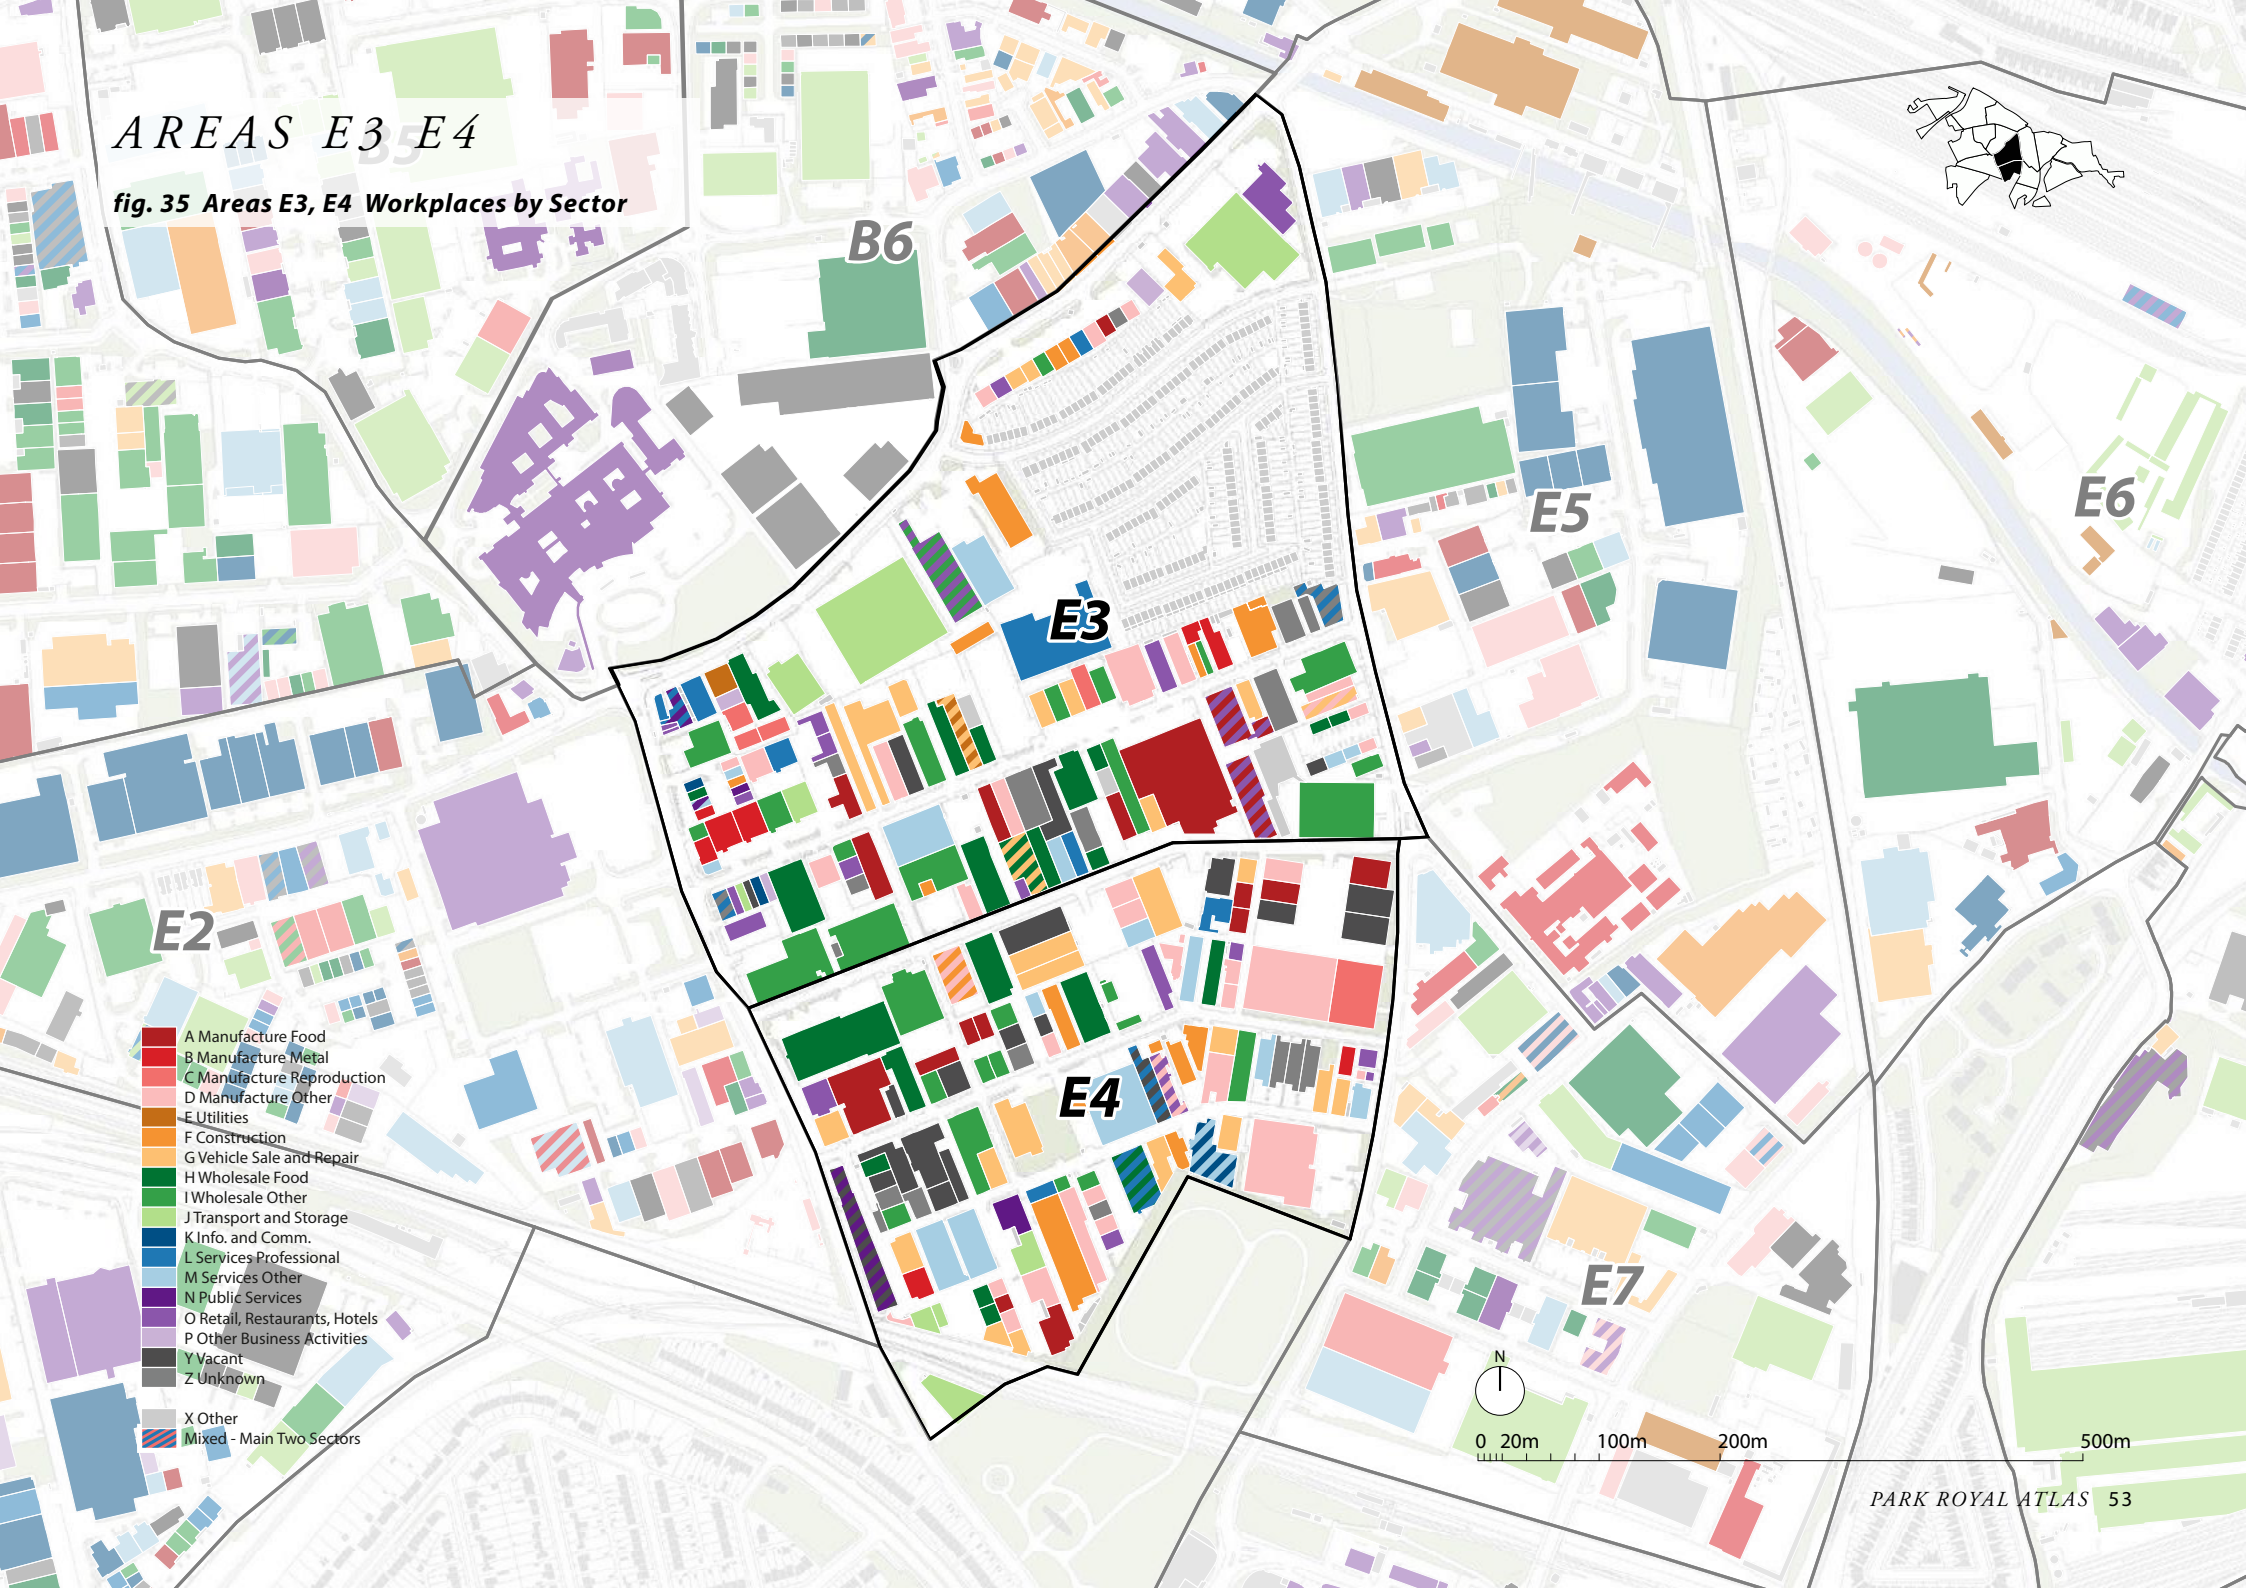 AREAS E3 E4
B5
fig. 35 Areas E3, E4 Workplaces by Sector
B6
E5
E6
E3
E2
E4
E7
A Manufacture Food
B Manufacture Metal
C Manufacture Reproduction
D Manufacture Other
E Utilities
F Construction
G Vehicle Sale and Repair
H Wholesale Food
I Wholesale Other
J Transport and Storage
K Info. and Comm.
L Services Professional
M Services Other
N Public Services
O Retail, Restaurants, Hotels
P Other Business Activities
Y Vacant
Z Unknown
X Other
Mixed - Main Two Sectors
N
0 20m 100m 200m 500m
PARK ROYAL ATLAS 53